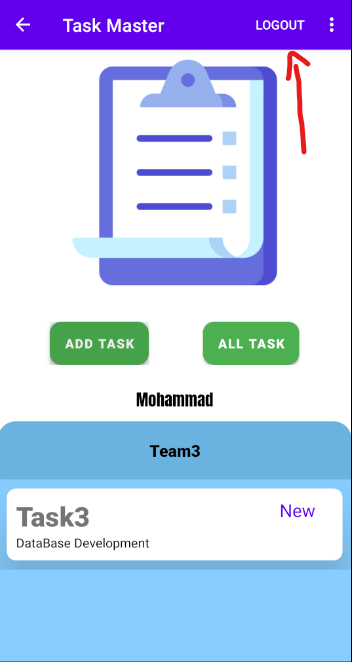 Task Master LOGOUT
ADD TASK ALL TASK
Mohammad
Team3
Task3 New
DataBase Development